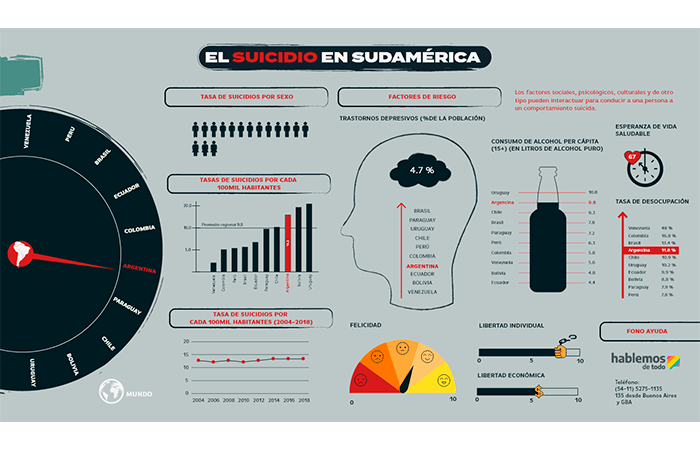 EL SUICIDIO EN SUDAMÉRICA
VENEZUELA
PERU
BRASIL
ECUADOR
COLOMBIA
ARGENTINA
PARAGUAY
CHILE
BOLIVIA
URUGUAY
MUNDO
TASA DE SUICIDIOS POR SEXO
TASAS DE SUICIDIOS POR CADA
100MIL HABITANTES
20.0
10.0
5.0
Promedio regional 9,8
Venezuela
Colombia
Perú
Brasil
Ecuador
Paraguay
Chile
Argentina
Bolivia
Uruguay
TASA DE SUICIDIOS POR
CADA 100MIL HABITANTES (2004-2018)
20
15
10
5
0
2004 2006 2008 2010 2012 2014 2016 2018
FACTORES DE RIESGO
TRASTORNOS DEPRESIVOS (%DE LA POBLACIÓN)
4.7 %
BRASIL
PARAGUAY
URUGUAY
CHILE
PERÚ
COLOMBIA
ARGENTINA
ECUADOR
BOLIVIA
VENEZUELA
FELICIDAD
0
10
Los factores sociales, psicológicos, culturales y de otro
tipo pueden interactuar para conducir a una persona a
un comportamiento suicida.
CONSUMO DE ALCOHOL PER CÁPITA
(15+) (EN LITROS DE ALCOHOL PURO)
Uruguay 10.8
Argentina 9.8
Chile 9.3
Brasil 7.8
Paraguay 7.2
Perú 6.3
Colombia 5.8
Venezuela 5.6
Bolivia 4.8
Ecuador 4.4
LIBERTAD INDIVIDUAL
0 5 10
LIBERTAD ECONÓMICA
0 5 10
ESPERANZA DE VIDA
SALUDABLE
67
TASA DE DESOCUPACIÓN
Colombia 16,8 %
Brasil 13.4 %
Argentina 11.8 %
Chile 10.9 %
Uruguay 10.2 %
Ecuador 9.9 %
Bolivia 8.8 %
Paraguay 7.9 %
Perú 7.8 %
FONO AYUDA
hablemos
de todo
Teléfono:
(54-11) 5275-1135
135 desde Buenos Aires
y GBA